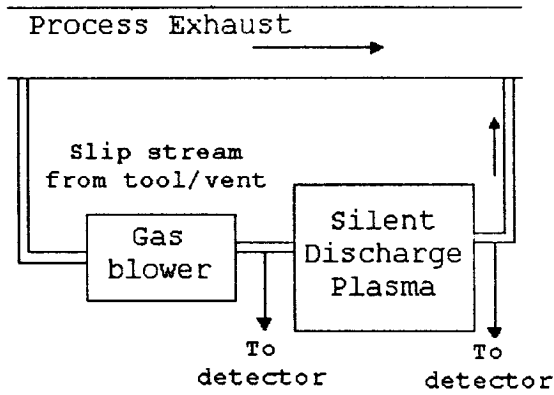 Process Exhaust
Slip stream
from tool/vent
Gas
blower
Silent
Discharge
Plasma
To
detector
To
detector